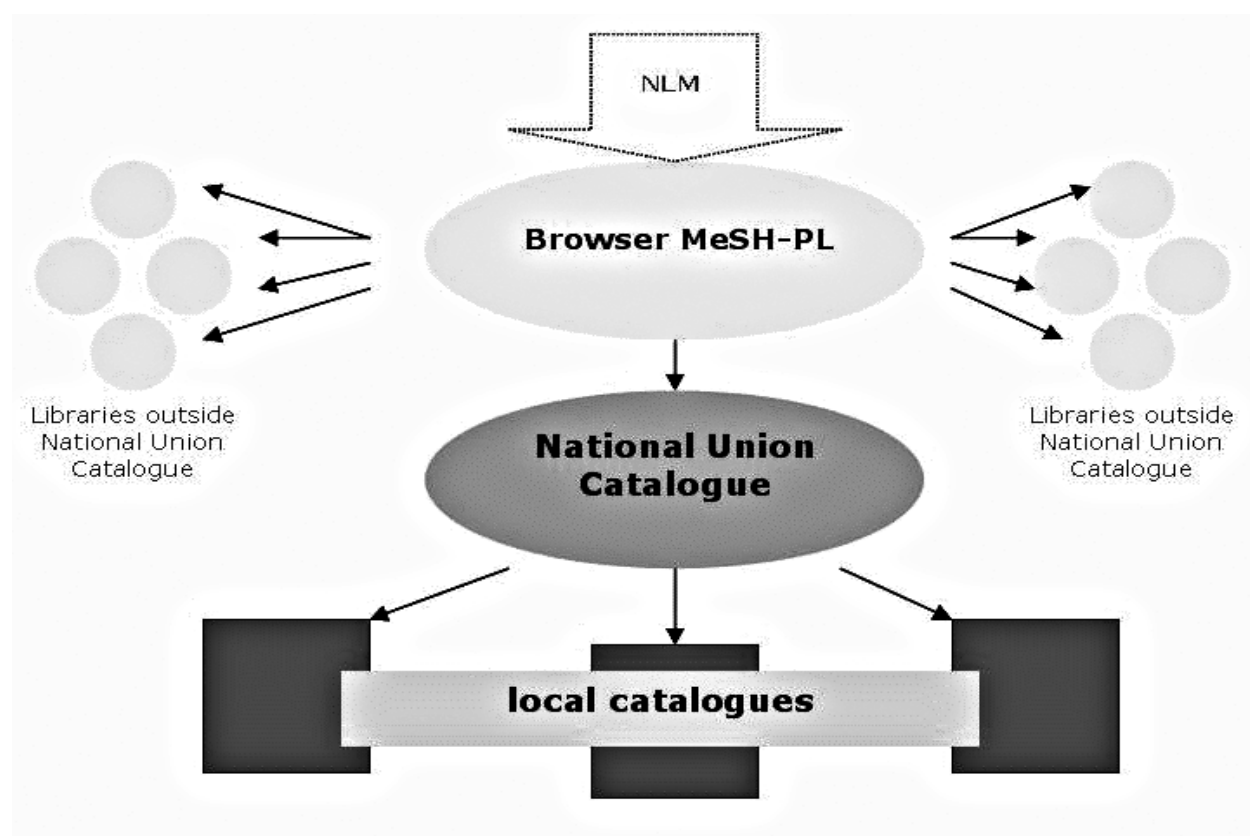 NLM
Browser MeSH-PL
Libraries outside
National Union
Catalogue
Libraries outside
National Union
Catalogue
National Union
Catalogue
local catalogues